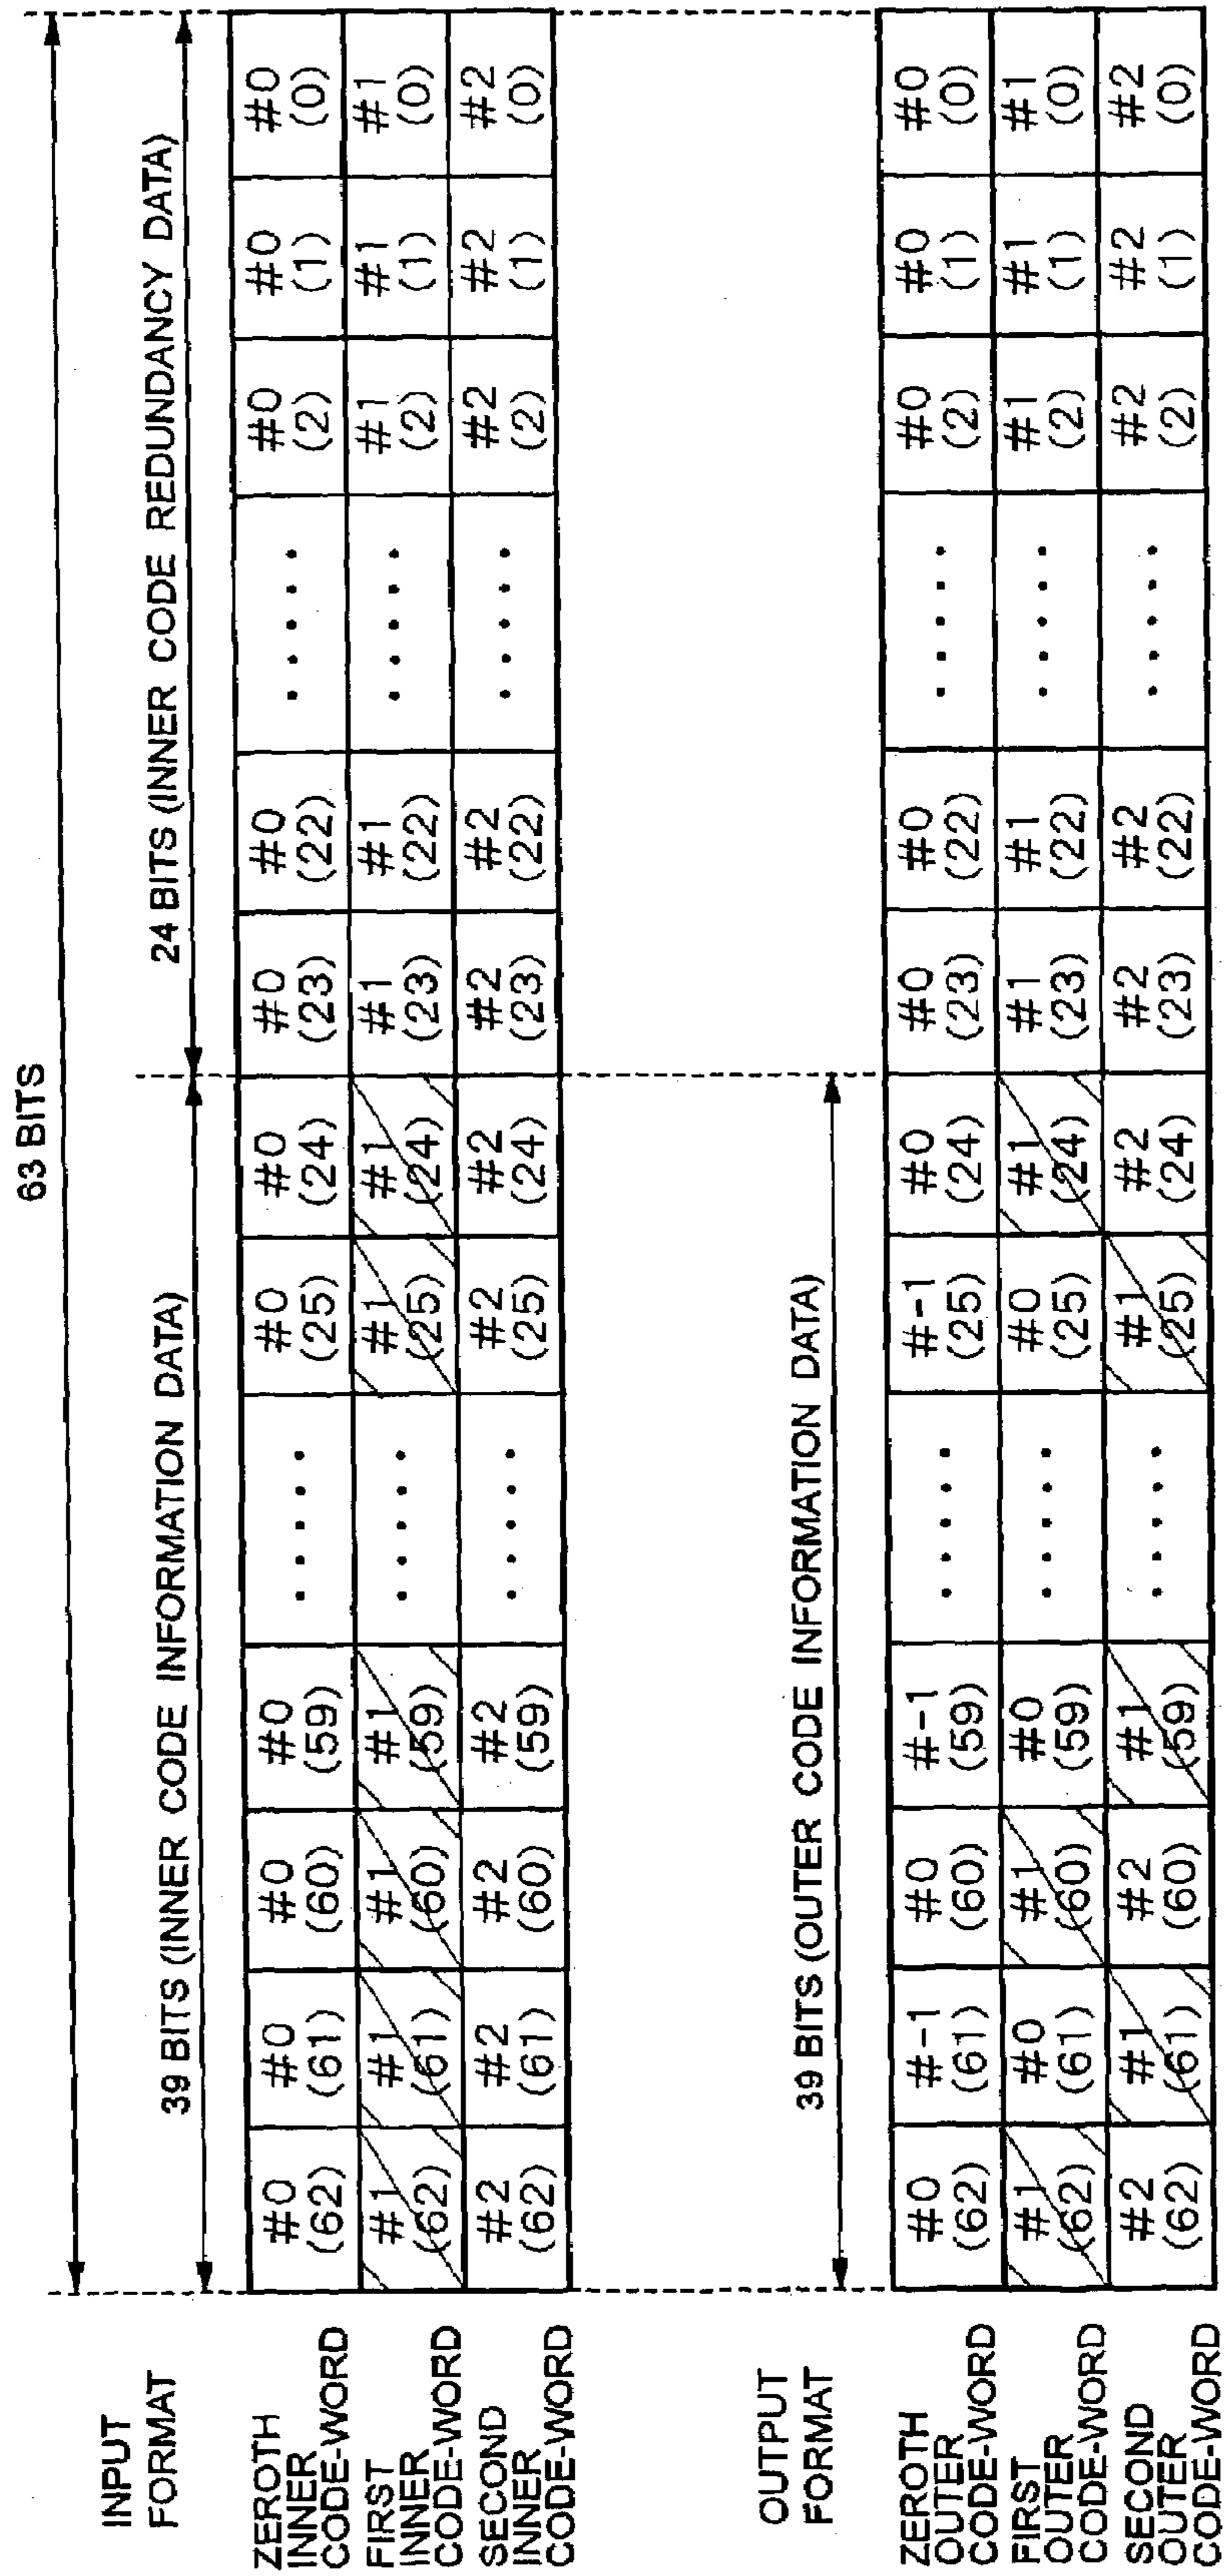 63 BITS
39 BITS (INNER CODE INFORMATION DATA)
24 BITS (INNER CODE REDUNDANCY DATA)
INPUT
FORMAT
ZEROTH
INNER
CODE-WORD
#0 #0 #0 #0 ..... #0 #0 #0 #0 ..... #0 #0 #0
(62) (61) (60) (59) (25) (24) (23) (22) (2) (1) (0)
FIRST
INNER
CODE-WORD
#1 #1 #1 #1 ..... #1 #1 #1 #1 ..... #1 #1 #1
(62) (61) (60) (59) (25) (24) (23) (22) (2) (1) (0)
SECOND
INNER
CODE-WORD
#2 #2 #2 #2 ..... #2 #2 #2 #2 ..... #2 #2 #2
(62) (61) (60) (59) (25) (24) (23) (22) (2) (1) (0)
39 BITS (OUTER CODE INFORMATION DATA)
OUTPUT
FORMAT
ZEROTH
OUTER
CODE-WORD
#0 #-1 #0 #-1 ..... #-1 #0 #0 #0 ..... #0 #0 #0
(62) (61) (60) (59) (25) (24) (23) (22) (2) (1) (0)
FIRST
OUTER
CODE-WORD
#1 #0 #1 #0 ..... #0 #1 #1 #1 ..... #1 #1 #1
(62) (61) (60) (59) (25) (24) (23) (22) (2) (1) (0)
SECOND
OUTER
CODE-WORD
#2 #1 #2 #1 ..... #1 #2 #2 #2 ..... #2 #2 #2
(62) (61) (60) (59) (25) (24) (23) (22) (2) (1) (0)